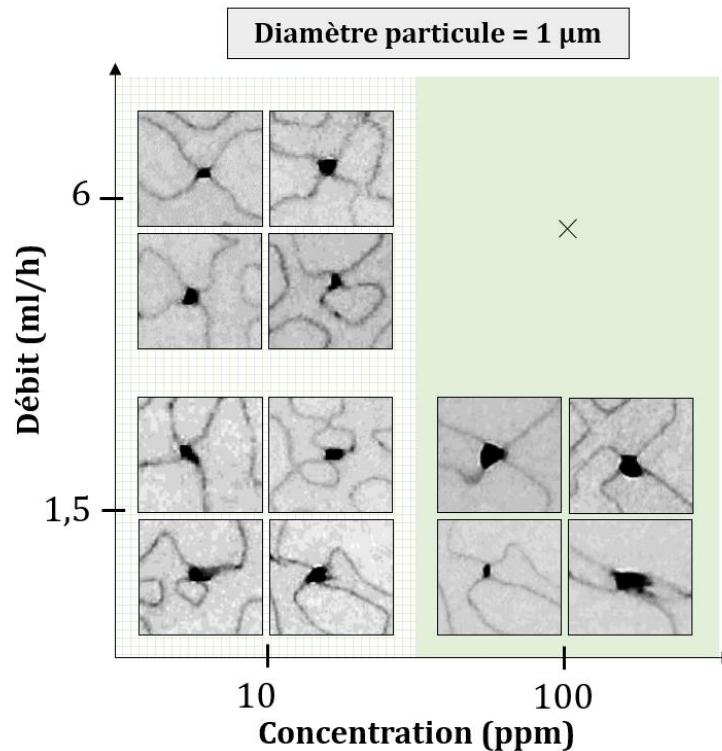 Diamètre particule = 1 µm
6
Débit (ml/h)
1,5
10
100
Concentration (ppm)